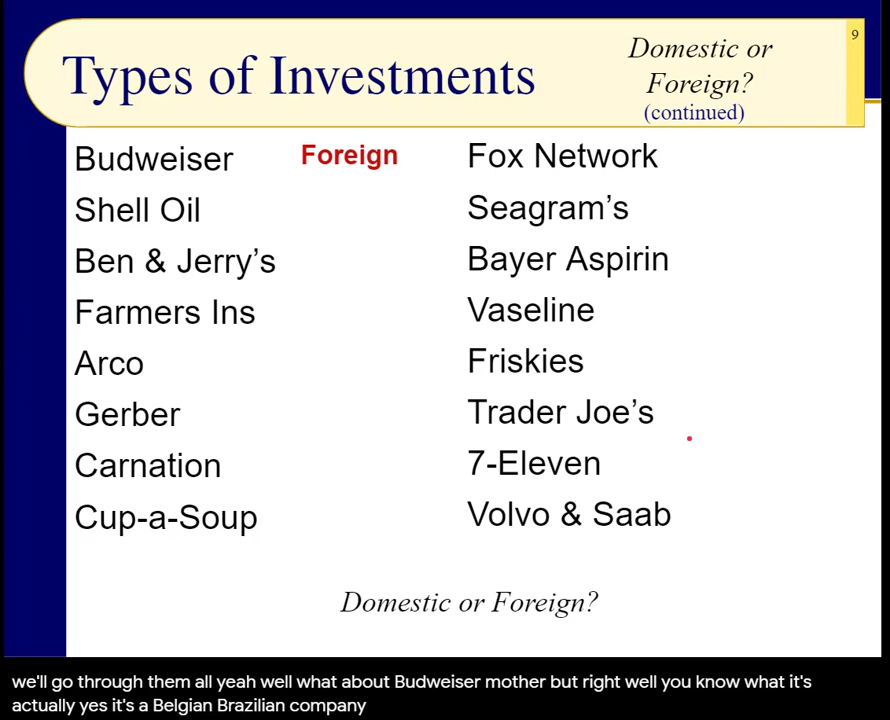 9
Types of Investments
Domestic or
Foreign?
(continued)
Budweiser
Foreign
Shell Oil
Ben & Jerry’s
Farmers Ins
Arco
Gerber
Carnation
Cup-a-Soup
Fox Network
Seagram’s
Bayer Aspirin
Vaseline
Friskies
Trader Joe’s
7-Eleven
Volvo & Saab
Domestic or Foreign?
we'll go through them all yeah well what about Budweiser mother but right well you know what it's
actually yes it's a Belgian Brazilian company